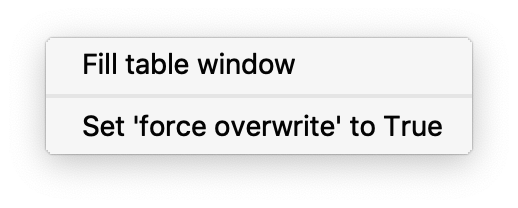 Fill table window
Set 'force overwrite' to True